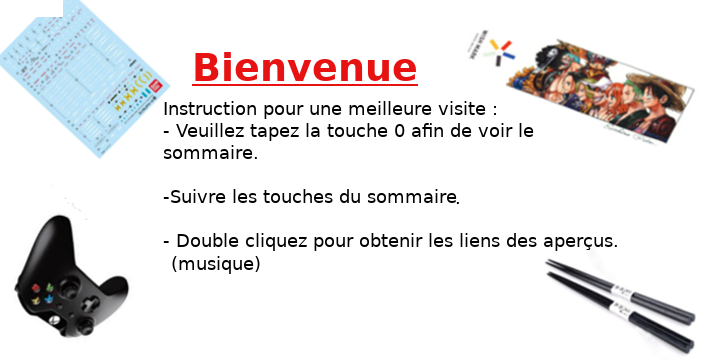 Bienvenue
Instruction pour une meilleure visite :
- Veuillez tapez la touche 0 afin de voir le
sommaire.
-Suivre les touches du sommaire.
- Double cliquez pour obtenir les liens des aperçus.
(musique)